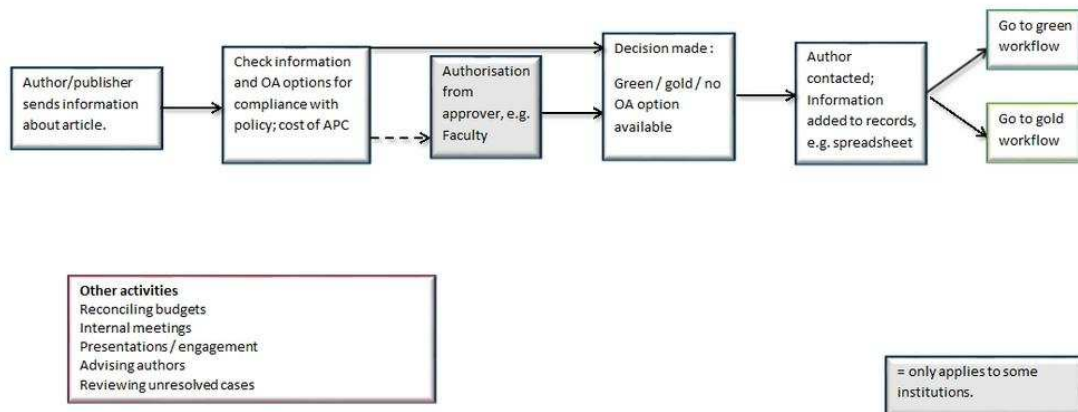 Author/publisher
sends information
about article.
Check information
and OA options for
compliance with
policy; cost of APC
Authorisation
from
approver, e.g.
Faculty
Decision made :
Green / gold / no
OA option
available
Author
contacted;
Information
added to records,
e.g. spreadsheet
Go to green
workflow
Go to gold
workflow
Other activities
Reconciling budgets
Internal meetings
Presentations / engagement
Advising authors
Reviewing unresolved cases
= only applies to some
institutions.